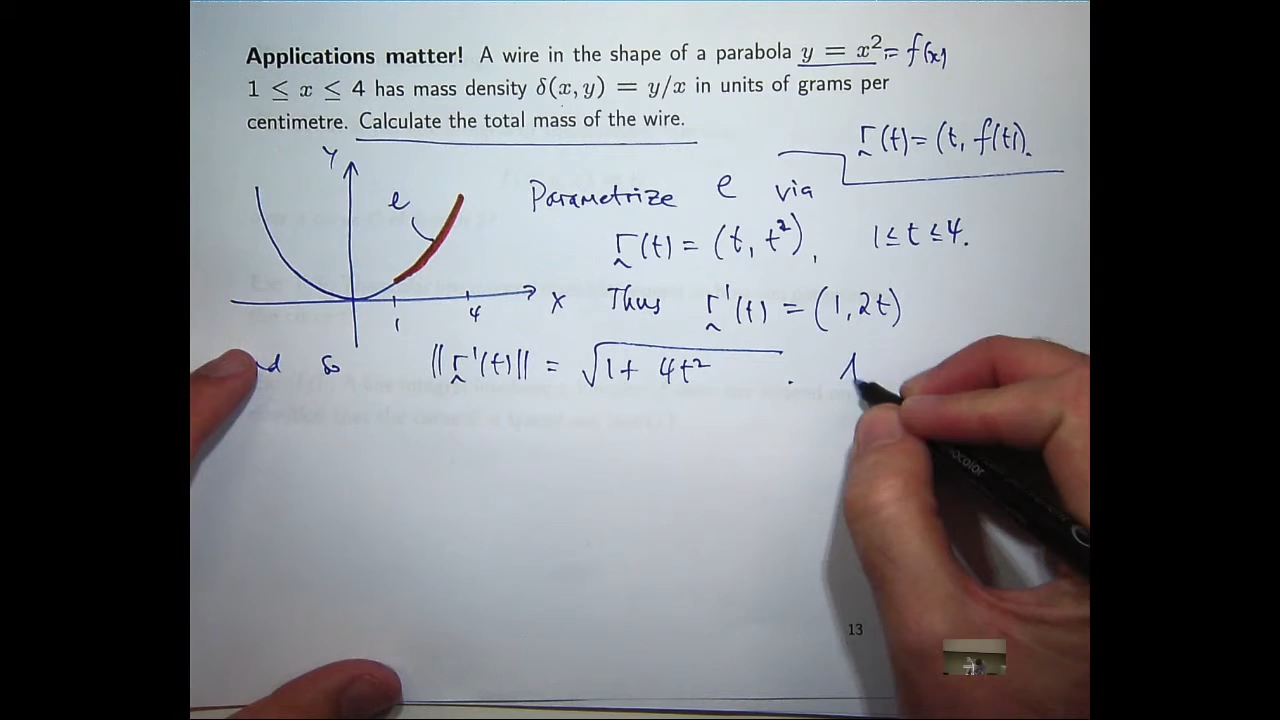 Applications matter! A wire in the shape of a parabola y = x² = f(x)
1 ≤ x ≤ 4 has mass density δ(x, y) = y/x in units of grams per
centimetre. Calculate the total mass of the wire.
r(t) = (t, f(t)).
Y
C
Parametrize C via
r(t) = (t, t²), 1 ≤ t ≤ 4.
X
1
4
Thus r'(t) = (1, 2t)
so ||r'(t)|| = √1 + 4t² .
13